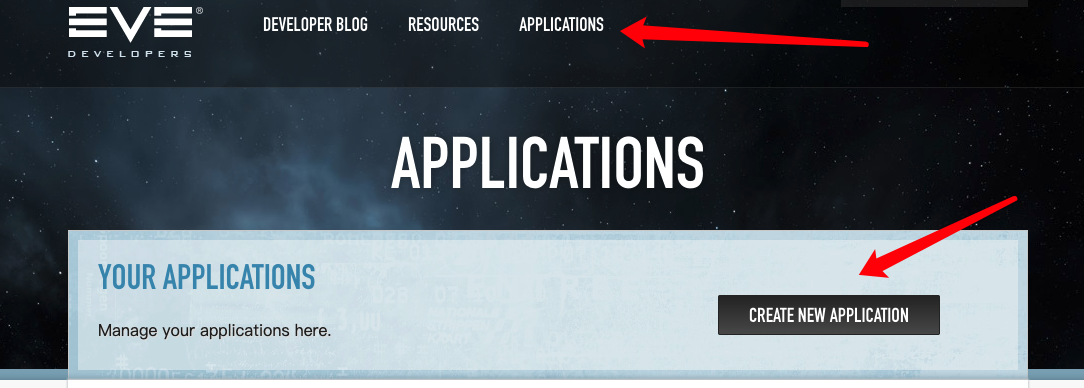 EVE®
DEVELOPERS
DEVELOPER BLOG RESOURCES APPLICATIONS
APPLICATIONS
YOUR APPLICATIONS
Manage your applications here.
CREATE NEW APPLICATION